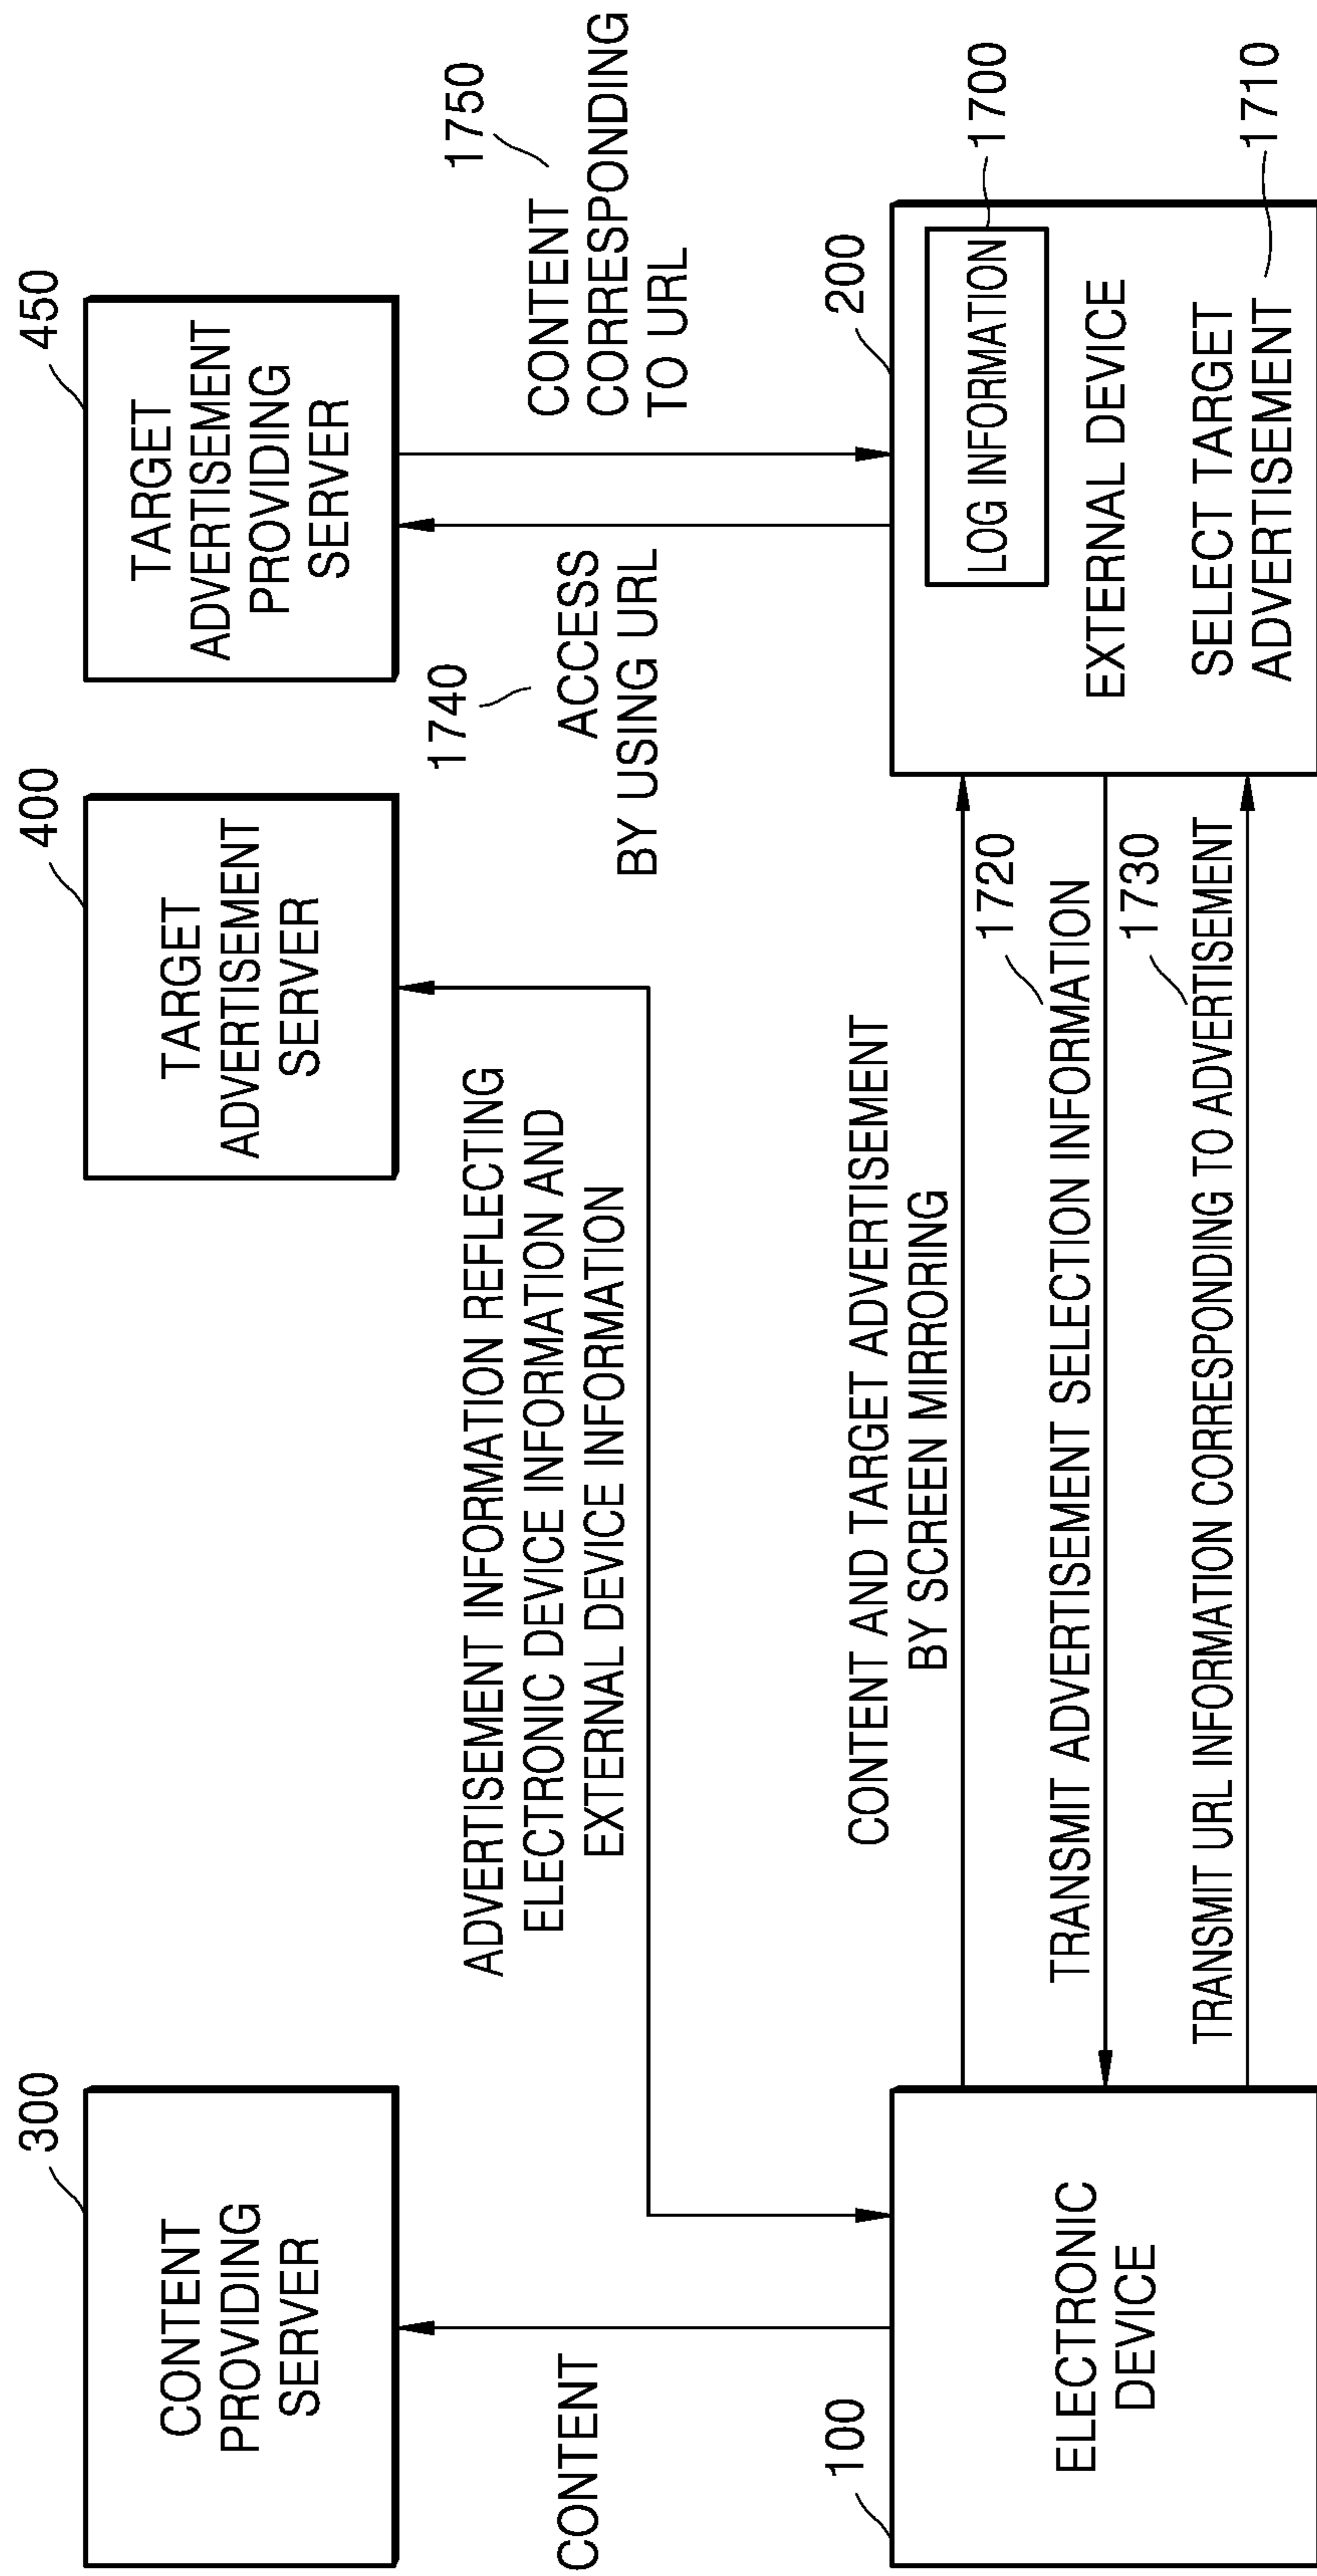 300
CONTENT
PROVIDING
SERVER
400
TARGET
ADVERTISEMENT
SERVER
450
TARGET
ADVERTISEMENT
PROVIDING
SERVER
CONTENT
ADVERTISEMENT INFORMATION REFLECTING
ELECTRONIC DEVICE INFORMATION AND
EXTERNAL DEVICE INFORMATION
1740
ACCESS
BY USING URL
1750
CONTENT
CORRESPONDING
TO URL
100
ELECTRONIC
DEVICE
CONTENT AND TARGET ADVERTISEMENT
BY SCREEN MIRRORING
1720
TRANSMIT ADVERTISEMENT SELECTION INFORMATION
1730
TRANSMIT URL INFORMATION CORRESPONDING TO ADVERTISEMENT
200
LOG INFORMATION
1700
EXTERNAL DEVICE
SELECT TARGET
ADVERTISEMENT
1710